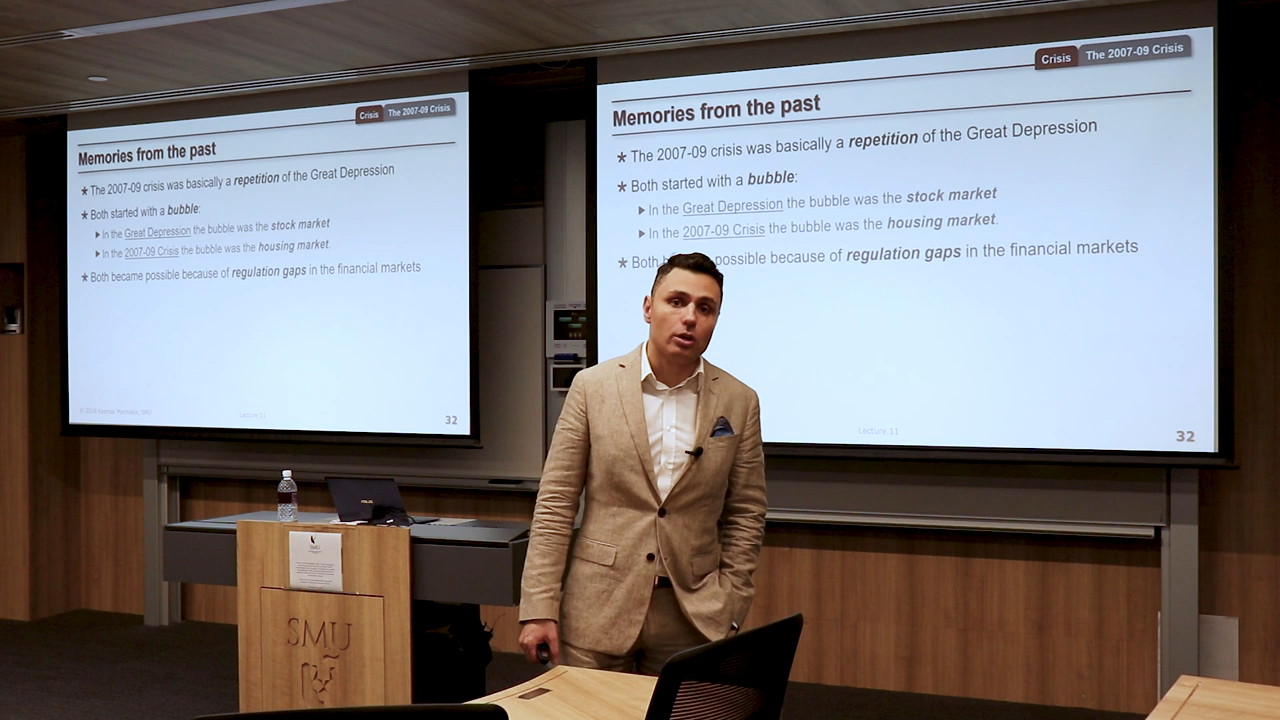 Crisis The 2007-09 Crisis
Memories from the past
★ The 2007-09 crisis was basically a repetition of the Great Depression
★ Both started with a bubble:
▶ In the Great Depression the bubble was the stock market
▶ In the 2007-09 Crisis the bubble was the housing market.
★ Both became possible because of regulation gaps in the financial markets
Lecture 11
32
Crisis The 2007-09 Crisis
Memories from the past
★ The 2007-09 crisis was basically a repetition of the Great Depression
★ Both started with a bubble:
▶ In the Great Depression the bubble was the stock market
▶ In the 2007-09 Crisis the bubble was the housing market.
★ Both possible because of regulation gaps in the financial markets
Lecture 11
32
ASUS
SMU
SMU